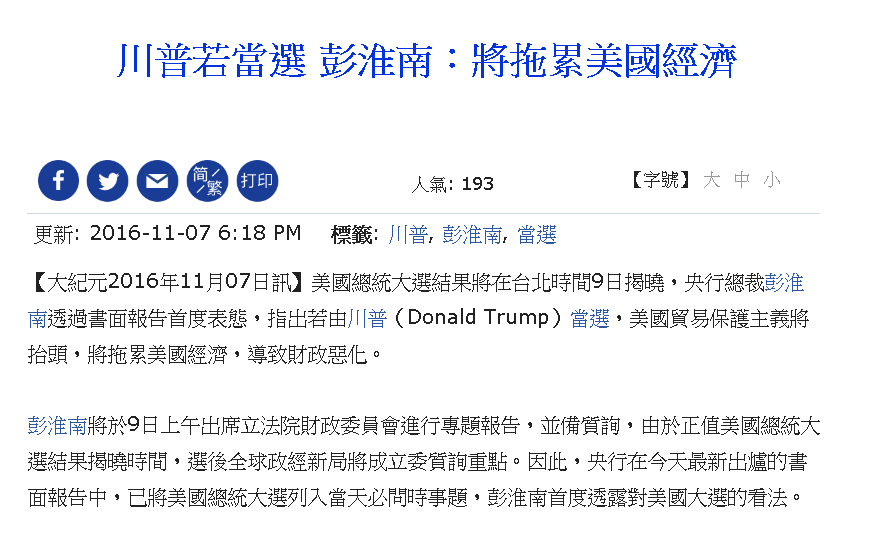 川普若當選 彭淮南：將拖累美國經濟
简/繁 打印
人氣: 193
【字號】 大 中 小
更新: 2016-11-07 6:18 PM 標籤: 川普, 彭淮南, 當選
【大紀元2016年11月07日訊】美國總統大選結果將在台北時間9日揭曉，央行總裁彭淮
南透過書面報告首度表態，指出若由川普（Donald Trump）當選，美國貿易保護主義將
抬頭，將拖累美國經濟，導致財政惡化。
彭淮南將於9日上午出席立法院財政委員會進行專題報告，並備質詢，由於正值美國總統大
選結果揭曉時間，選後全球政經新局將成立委質詢重點。因此，央行在今天最新出爐的書
面報告中，已將美國總統大選列入當天必問時事題，彭淮南首度透露對美國大選的看法。